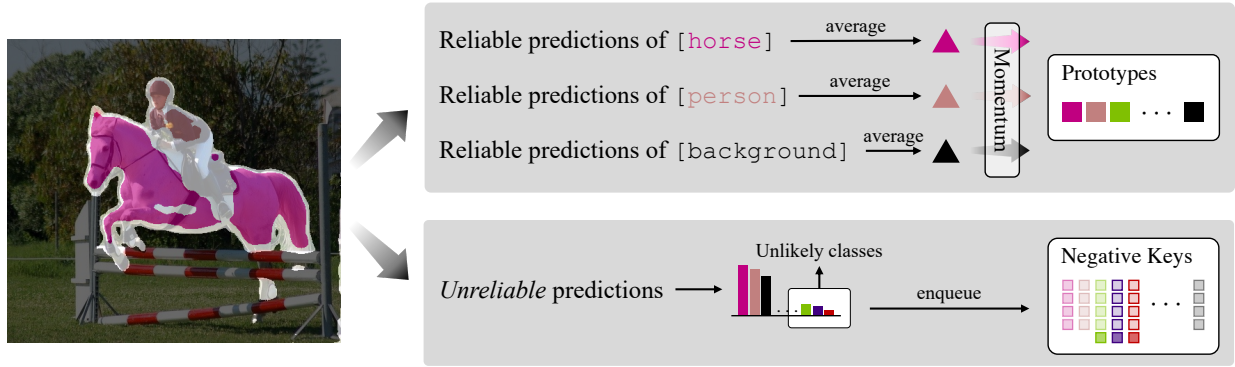 Reliable predictions of [horse]
average
Reliable predictions of [person]
average
Reliable predictions of [background]
average
Momentum
Prototypes
...
Unreliable predictions
Unlikely classes
...
enqueue
Negative Keys
...